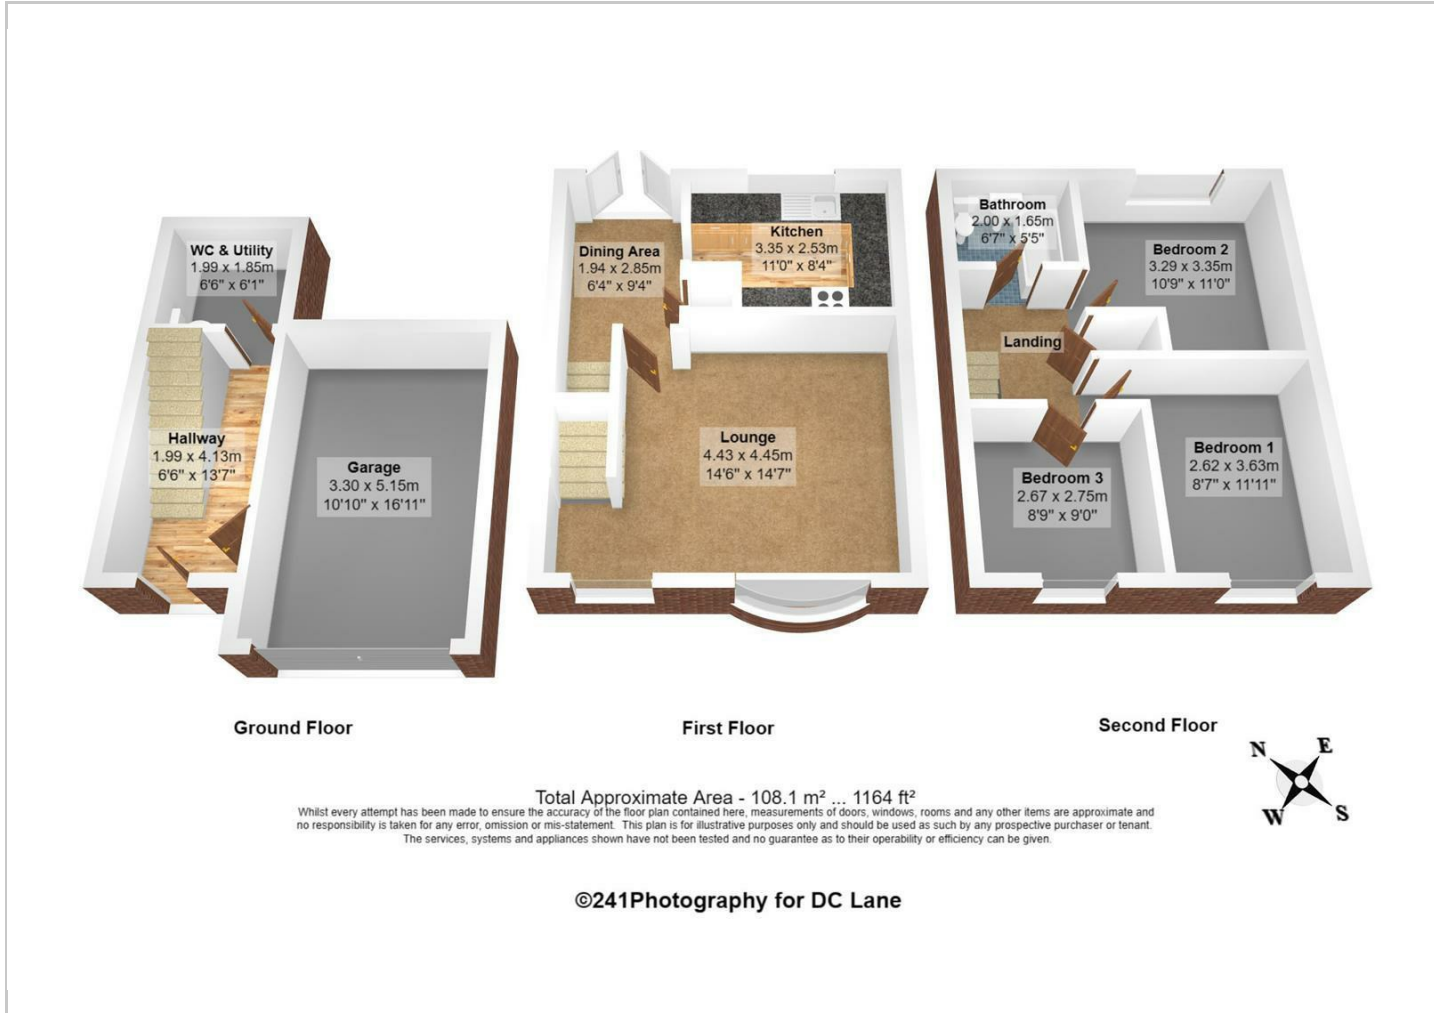 WC & Utility
1.99 x 1.85m
6'6" x 6'1"
Hallway
1.99 x 4.13m
6'6" x 13'7"
Garage
3.30 x 5.15m
10'10" x 16'11"
Ground Floor
Dining Area
1.94 x 2.85m
6'4" x 9'4"
Kitchen
3.35 x 2.53m
11'0" x 8'4"
Lounge
4.43 x 4.45m
14'6" x 14'7"
First Floor
Bathroom
2.00 x 1.65m
6'7" x 5'5"
Bedroom 2
3.29 x 3.35m
10'9" x 11'0"
Landing
Bedroom 1
2.62 x 3.63m
8'7" x 11'11"
Bedroom 3
2.67 x 2.75m
8'9" x 9'0"
Second Floor
N
E
W
S
Total Approximate Area - 108.1 m² ... 1164 ft²
Whilst every attempt has been made to ensure the accuracy of the floor plan contained here, measurements of doors, windows, rooms and any other items are approximate and
no responsibility is taken for any error, omission or mis-statement. This plan is for illustrative purposes only and should be used as such by any prospective purchaser or tenant.
The services, systems and appliances shown have not been tested and no guarantee as to their operability or efficiency can be given.
©241Photography for DC Lane